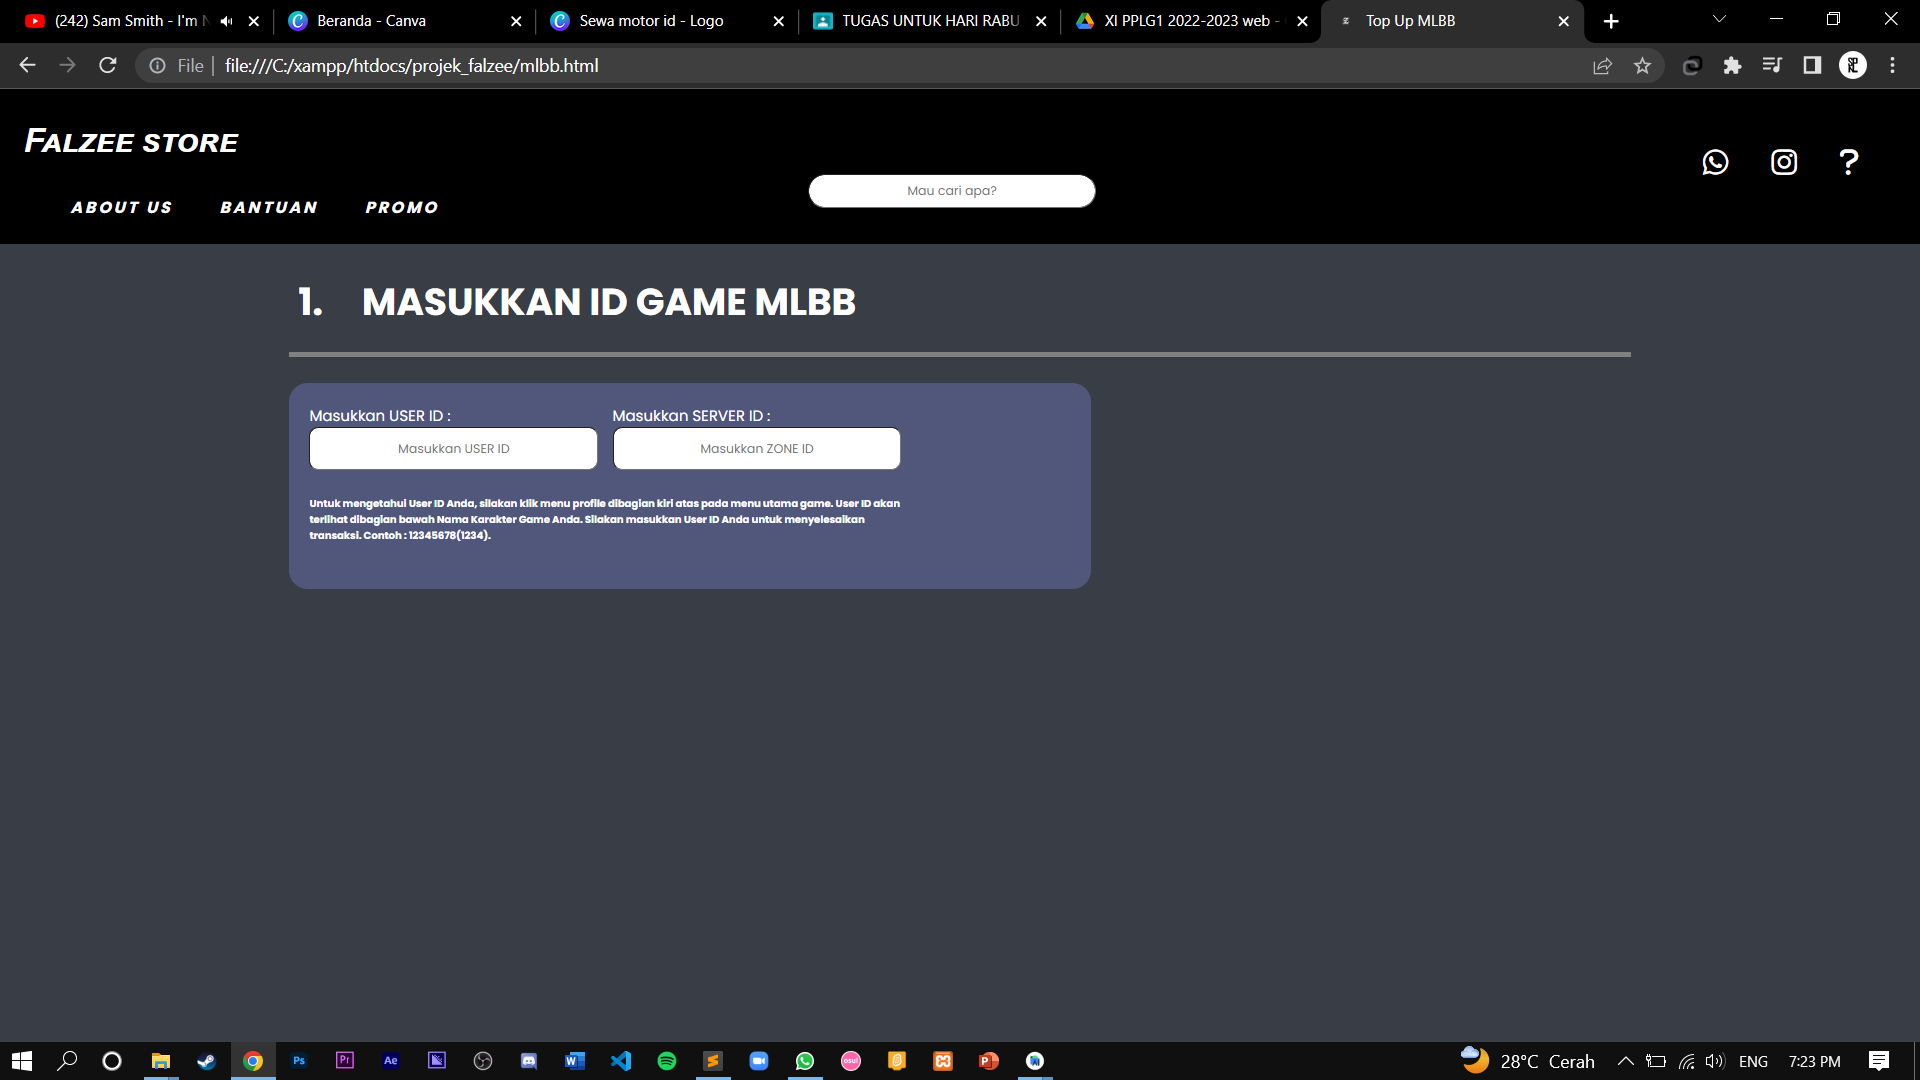 (242) Sam Smith - I'm N
Beranda - Canva
Sewa motor id - Logo
TUGAS UNTUK HARI RABU
XI PPLG1 2022-2023 web -
Top Up MLBB
File
file:///C:/xampp/htdocs/projek_falzee/mlbb.html
FALZEE STORE
ABOUT US
BANTUAN
PROMO
Mau cari apa?
?
1. MASUKKAN ID GAME MLBB
Masukkan USER ID :
Masukkan SERVER ID :
Masukkan USER ID
Masukkan ZONE ID
Untuk mengetahui User ID Anda, silakan klik menu profile dibagian kiri atas pada menu utama game. User ID akan
terlihat dibagian bawah Nama Karakter Game Anda. Silakan masukkan User ID Anda untuk menyelesaikan
transaksi. Contoh : 12345678(1234).
Ps
Pr
Ae
W
osu!
P
28°C Cerah
ENG
7:23 PM